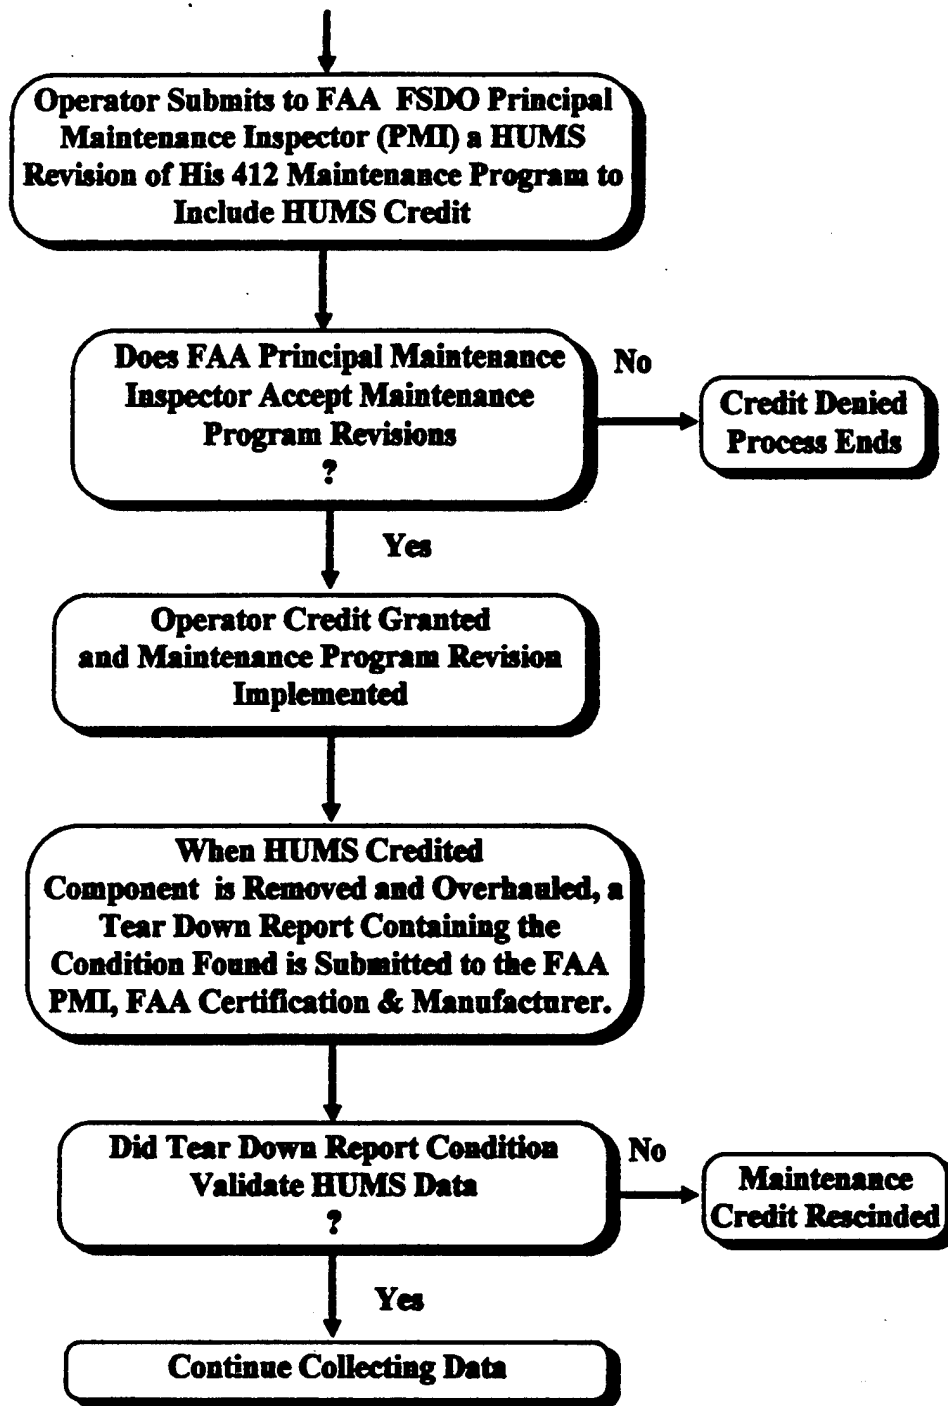 Operator Submits to FAA FSDO Principal
Maintenance Inspector (PMI) a HUMS
Revision of His 412 Maintenance Program to
Include HUMS Credit
Does FAA Principal Maintenance
Inspector Accept Maintenance
Program Revisions
?
No
Credit Denied
Process Ends
Yes
Operator Credit Granted
and Maintenance Program Revision
Implemented
When HUMS Credited
Component is Removed and Overhauled, a
Tear Down Report Containing the
Condition Found is Submitted to the FAA
PMI, FAA Certification & Manufacturer.
Did Tear Down Report Condition
Validate HUMS Data
?
No
Maintenance
Credit Rescinded
Yes
Continue Collecting Data